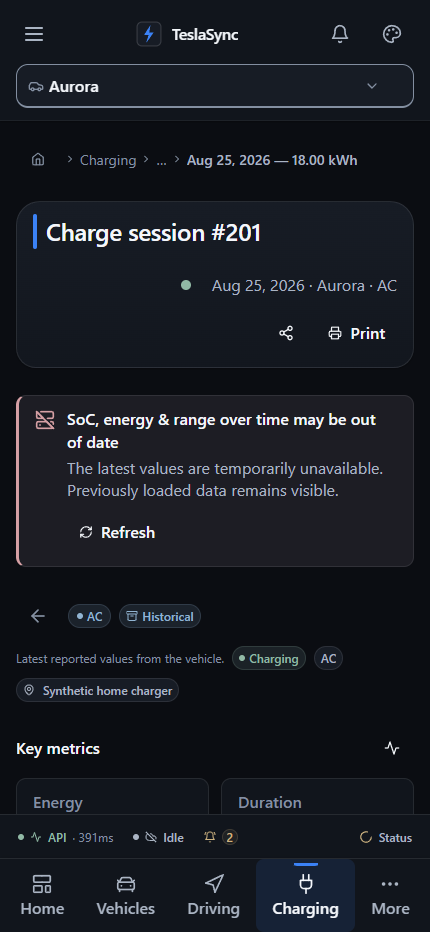 TeslaSync
Aurora
Charging
...
Aug 25, 2026 — 18.00 kWh
Charge session #201
Aug 25, 2026 · Aurora · AC
Print
SoC, energy & range over time may be out
of date
The latest values are temporarily unavailable.
Previously loaded data remains visible.
Refresh
AC
Historical
Latest reported values from the vehicle.
Charging
AC
Synthetic home charger
Key metrics
Energy
Duration
API · 391ms
Idle
2
Status
Home
Vehicles
Driving
Charging
More